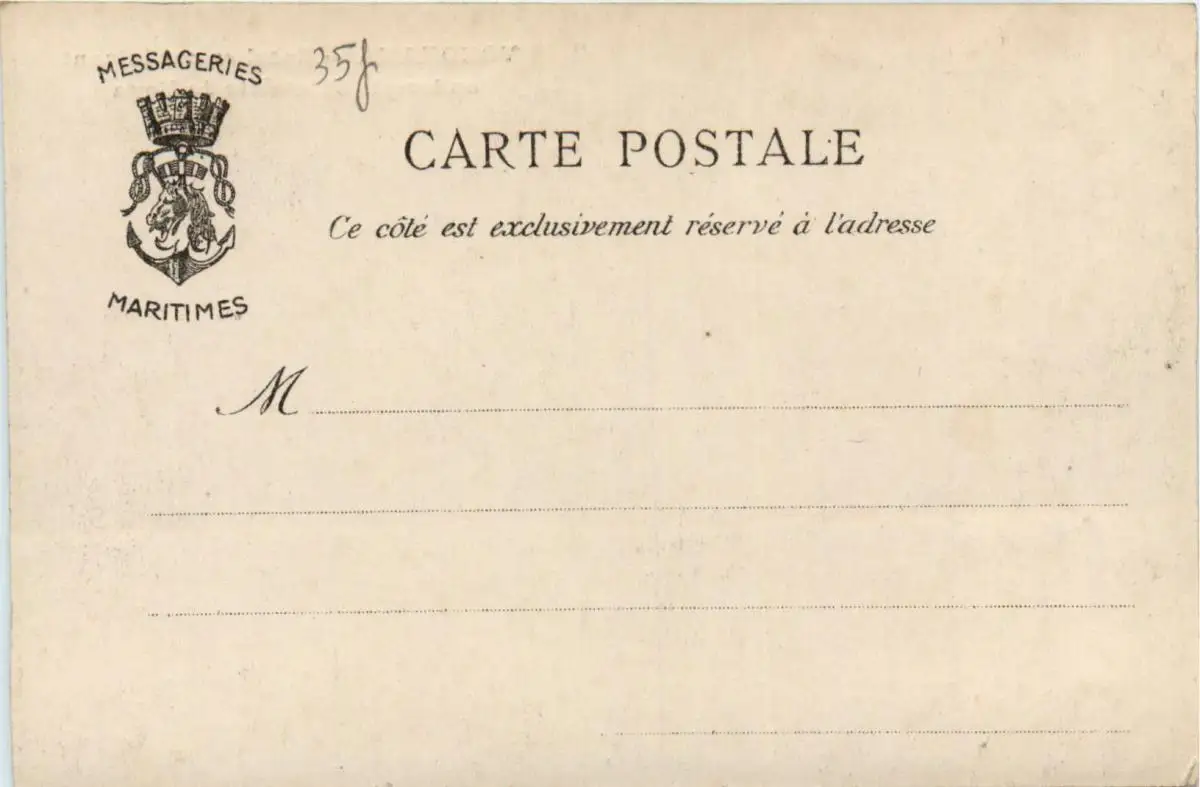 MESSAGERIES
35f
CARTE POSTALE
Ce côté est exclusivement réservé à l'adresse
MARITIMES
M